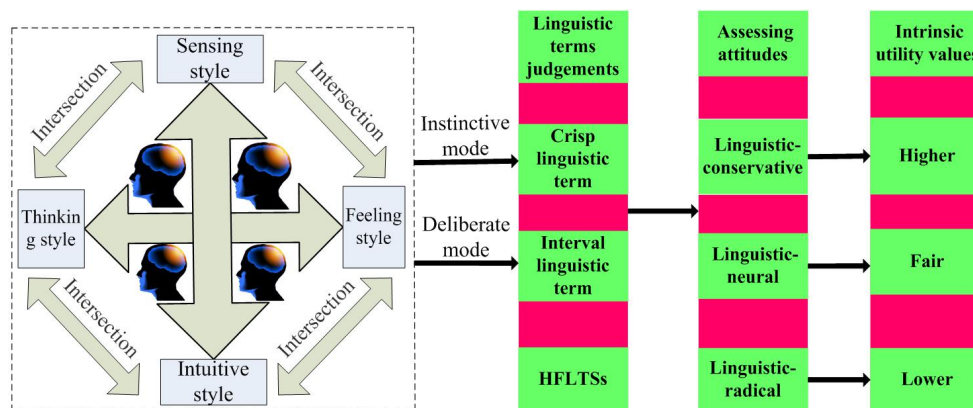 Sensing
style
Intersection
Intersection
Thinkin
g style
Feeling
style
Intersection
Intersection
Intuitive
style
Instinctive
mode
Deliberate
mode
Linguistic
terms
judgements
Crisp
linguistic
term
Interval
linguistic
term
HFLTSs
Assessing
attitudes
Linguistic-
conservative
Linguistic-
neural
Linguistic-
radical
Intrinsic
utility values
Higher
Fair
Lower